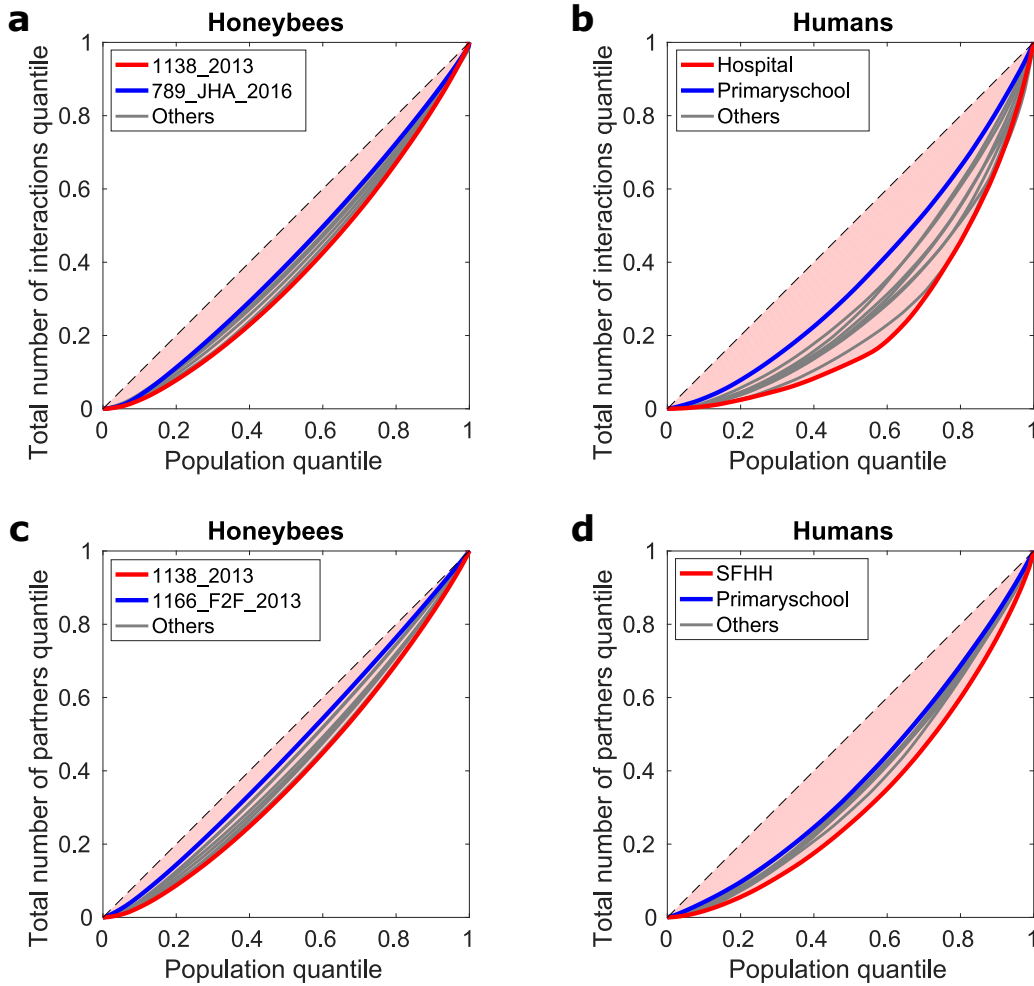 a
Honeybees
1138_2013
789_JHA_2016
Others
Total number of interactions quantile
1
0.8
0.6
0.4
0.2
0
0
0.2
0.4
0.6
0.8
1
Population quantile
b
Humans
Hospital
Primaryschool
Others
Total number of interactions quantile
1
0.8
0.6
0.4
0.2
0
0
0.2
0.4
0.6
0.8
1
Population quantile
c
Honeybees
1138_2013
1166_F2F_2013
Others
Total number of partners quantile
1
0.8
0.6
0.4
0.2
0
0
0.2
0.4
0.6
0.8
1
Population quantile
d
Humans
SFHH
Primaryschool
Others
Total number of partners quantile
1
0.8
0.6
0.4
0.2
0
0
0.2
0.4
0.6
0.8
1
Population quantile